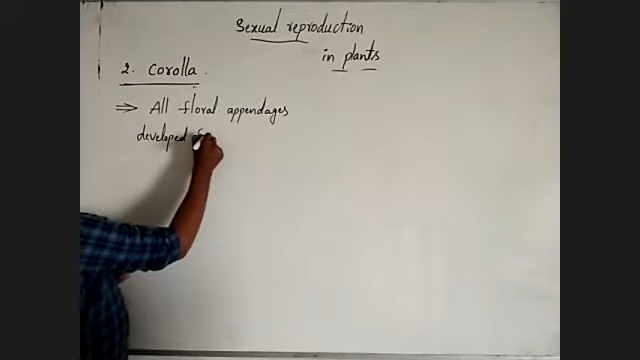 Sexual reproduction
in plants
2. Corolla.
⇒ All floral appendages
developed f